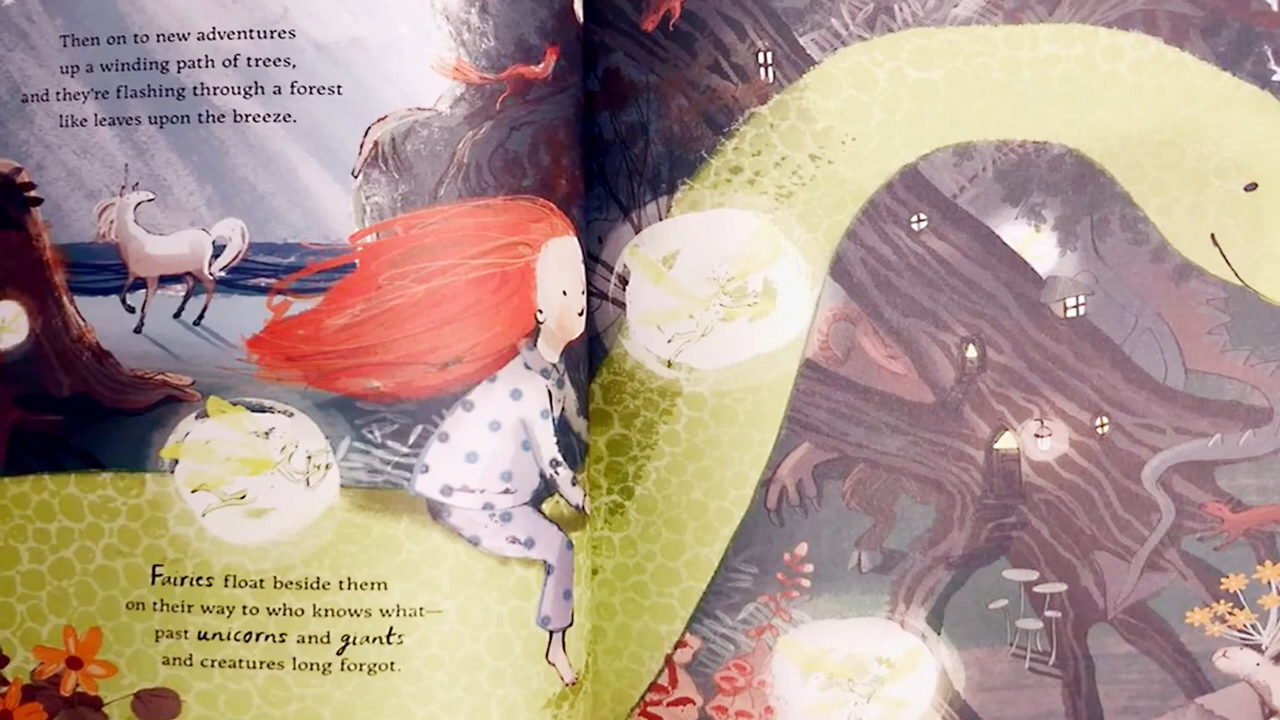 Then on to new adventures
up a winding path of trees,
and they're flashing through a forest
like leaves upon the breeze.
Fairies float beside them
on their way to who knows what—
past unicorns and giants
and creatures long forgot.